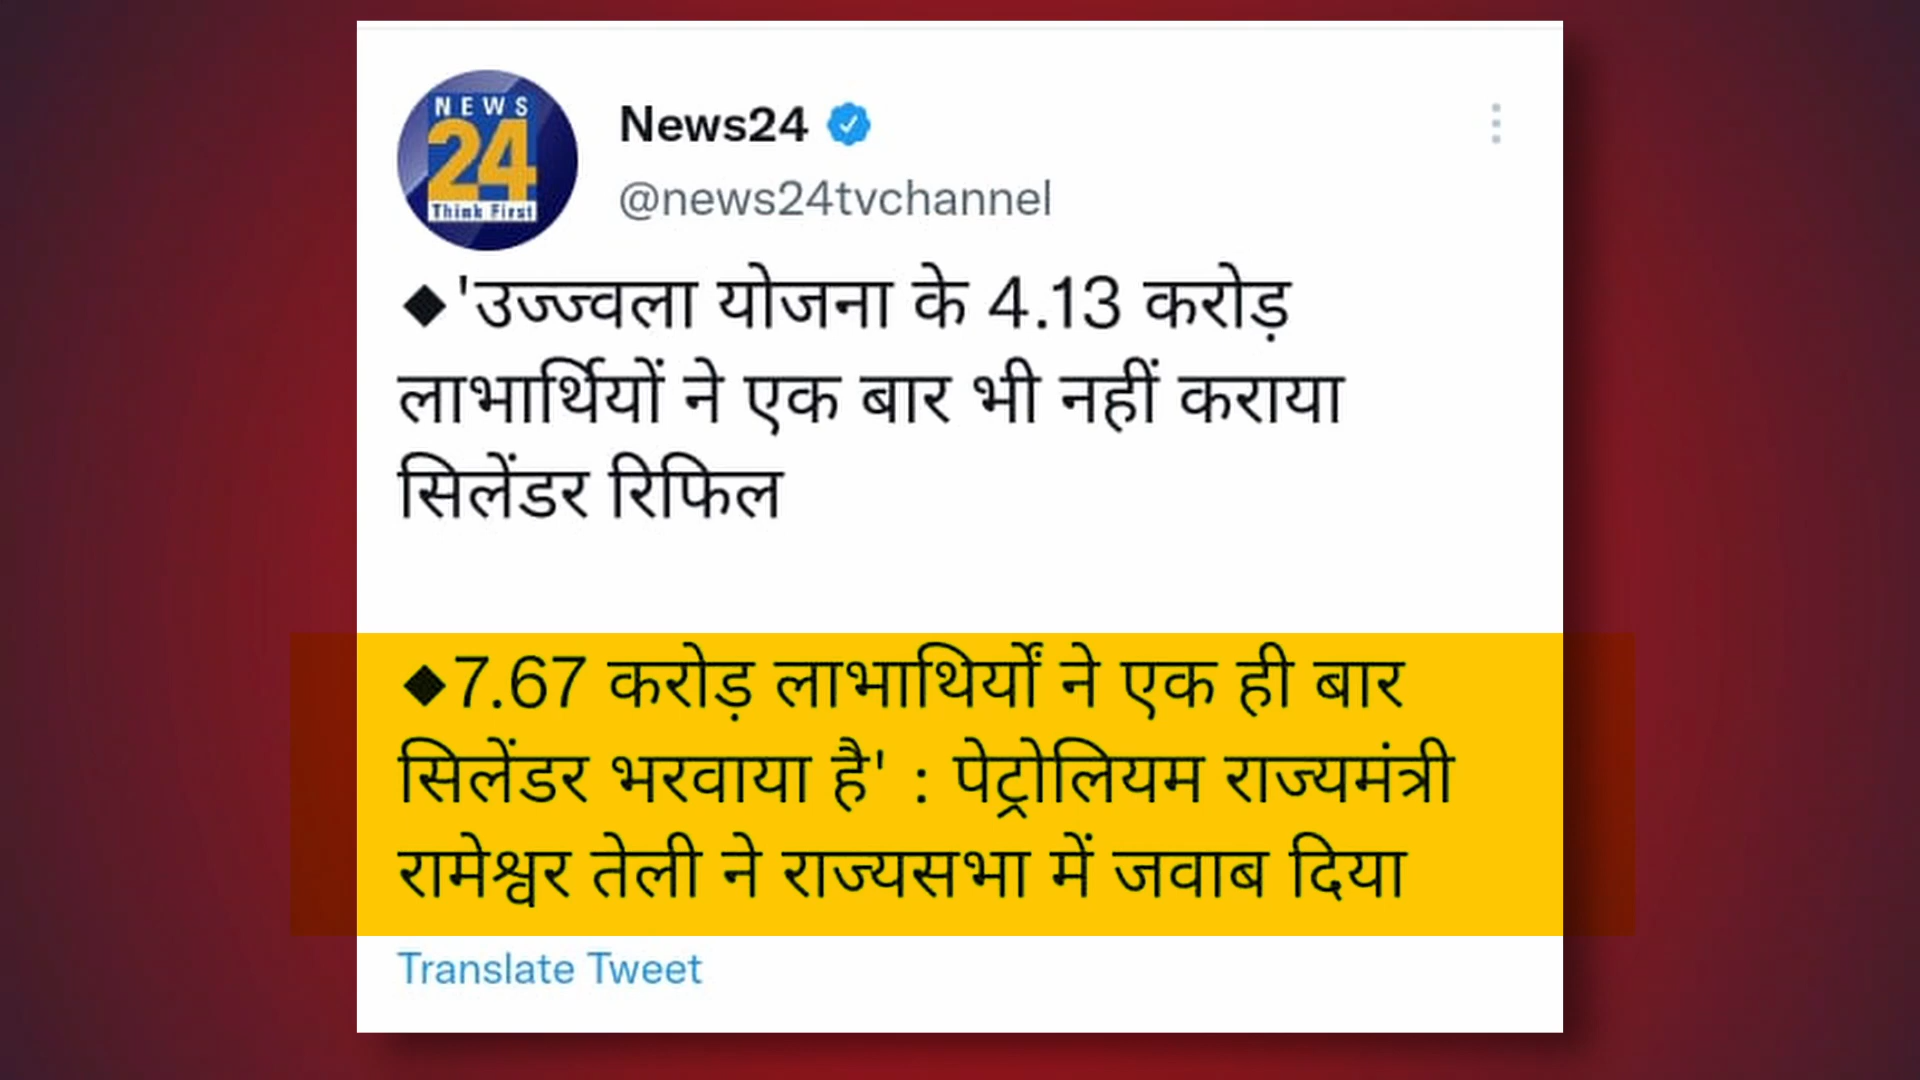 NEWS
24
Think First
News24
@news24tvchannel
◆'उज्ज्वला योजना के 4.13 करोड़
लाभार्थियों ने एक बार भी नहीं कराया
सिलेंडर रिफिल
◆7.67 करोड़ लाभाथिर्यों ने एक ही बार
सिलेंडर भरवाया है' : पेट्रोलियम राज्यमंत्री
रामेश्वर तेली ने राज्यसभा में जवाब दिया
Translate Tweet